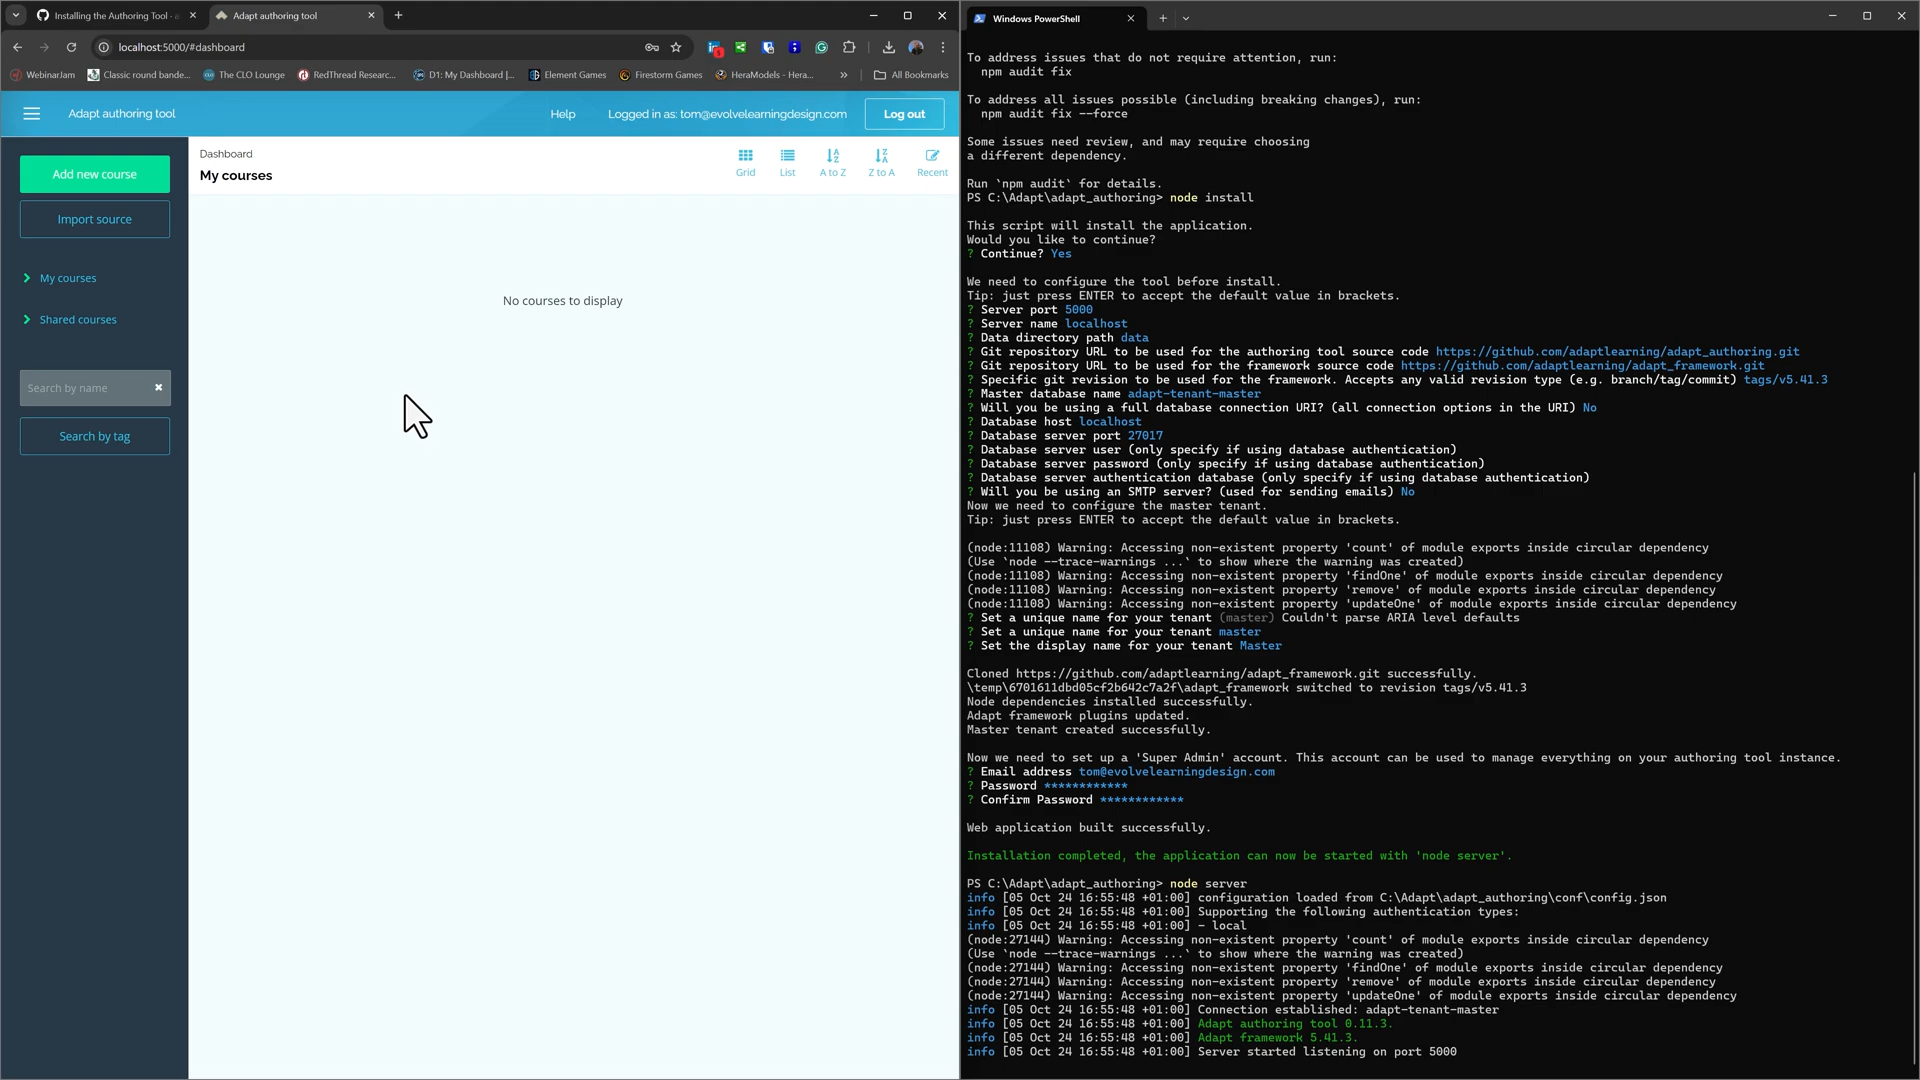 Installing the Authoring Tool -
Adapt authoring tool
localhost:5000/#dashboard
WebinarJam
Classic round bande...
The CLO Lounge
RedThread Researc...
D1: My Dashboard |...
Element Games
Firestorm Games
HeraModels - Hera...
All Bookmarks
Adapt authoring tool
Help
Logged in as: tom@evolvelearningdesign.com
Log out
Add new course
Import source
My courses
Shared courses
Search by name
Search by tag
Dashboard
My courses
Grid
List
A to Z
Z to A
Recent
No courses to display
Windows PowerShell
To address issues that do not require attention, run:
npm audit fix
To address all issues possible (including breaking changes), run:
npm audit fix --force
Some issues need review, and may require choosing
a different dependency.
Run `npm audit` for details.
PS C:\Adapt\adapt_authoring> node install
This script will install the application.
Would you like to continue?
? Continue? Yes
We need to configure the tool before install.
Tip: just press ENTER to accept the default value in brackets.
? Server port 5000
? Server name localhost
? Data directory path data
? Git repository URL to be used for the authoring tool source code https://github.com/adaptlearning/adapt_authoring.git
? Git repository URL to be used for the framework source code https://github.com/adaptlearning/adapt_framework.git
? Specific git revision to be used for the framework. Accepts any valid revision type (e.g. branch/tag/commit) tags/v5.41.3
? Master database name adapt-tenant-master
? Will you be using a full database connection URI? (all connection options in the URI) No
? Database host localhost
? Database server port 27017
? Database server user (only specify if using database authentication)
? Database server password (only specify if using database authentication)
? Database server authentication database (only specify if using database authentication)
? Will you be using an SMTP server? (used for sending emails) No
Now we need to configure the master tenant.
Tip: just press ENTER to accept the default value in brackets.
(node:11108) Warning: Accessing non-existent property 'count' of module exports inside circular dependency
(Use `node --trace-warnings ...` to show where the warning was created)
(node:11108) Warning: Accessing non-existent property 'findOne' of module exports inside circular dependency
(node:11108) Warning: Accessing non-existent property 'remove' of module exports inside circular dependency
(node:11108) Warning: Accessing non-existent property 'updateOne' of module exports inside circular dependency
? Set a unique name for your tenant (master) Couldn't parse ARIA level defaults
? Set a unique name for your tenant master
? Set the display name for your tenant Master
Cloned https://github.com/adaptlearning/adapt_framework.git successfully.
\temp\6701611dbd05cf2b642c7a2f\adapt_framework switched to revision tags/v5.41.3
Node dependencies installed successfully.
Adapt framework plugins updated.
Master tenant created successfully.
Now we need to set up a 'Super Admin' account. This account can be used to manage everything on your authoring tool instance.
? Email address tom@evolvelearningdesign.com
? Password ************
? Confirm Password ************
Web application built successfully.
Installation completed, the application can now be started with 'node server'.
PS C:\Adapt\adapt_authoring> node server
info [05 Oct 24 16:55:48 +01:00] configuration loaded from C:\Adapt\adapt_authoring\conf\config.json
info [05 Oct 24 16:55:48 +01:00] Supporting the following authentication types:
info [05 Oct 24 16:55:48 +01:00] - local
(node:27144) Warning: Accessing non-existent property 'count' of module exports inside circular dependency
(Use `node --trace-warnings ...` to show where the warning was created)
(node:27144) Warning: Accessing non-existent property 'findOne' of module exports inside circular dependency
(node:27144) Warning: Accessing non-existent property 'remove' of module exports inside circular dependency
(node:27144) Warning: Accessing non-existent property 'updateOne' of module exports inside circular dependency
info [05 Oct 24 16:55:48 +01:00] Connection established: adapt-tenant-master
info [05 Oct 24 16:55:48 +01:00] Adapt authoring tool 0.11.3.
info [05 Oct 24 16:55:48 +01:00] Adapt framework 5.41.3.
info [05 Oct 24 16:55:48 +01:00] Server started listening on port 5000